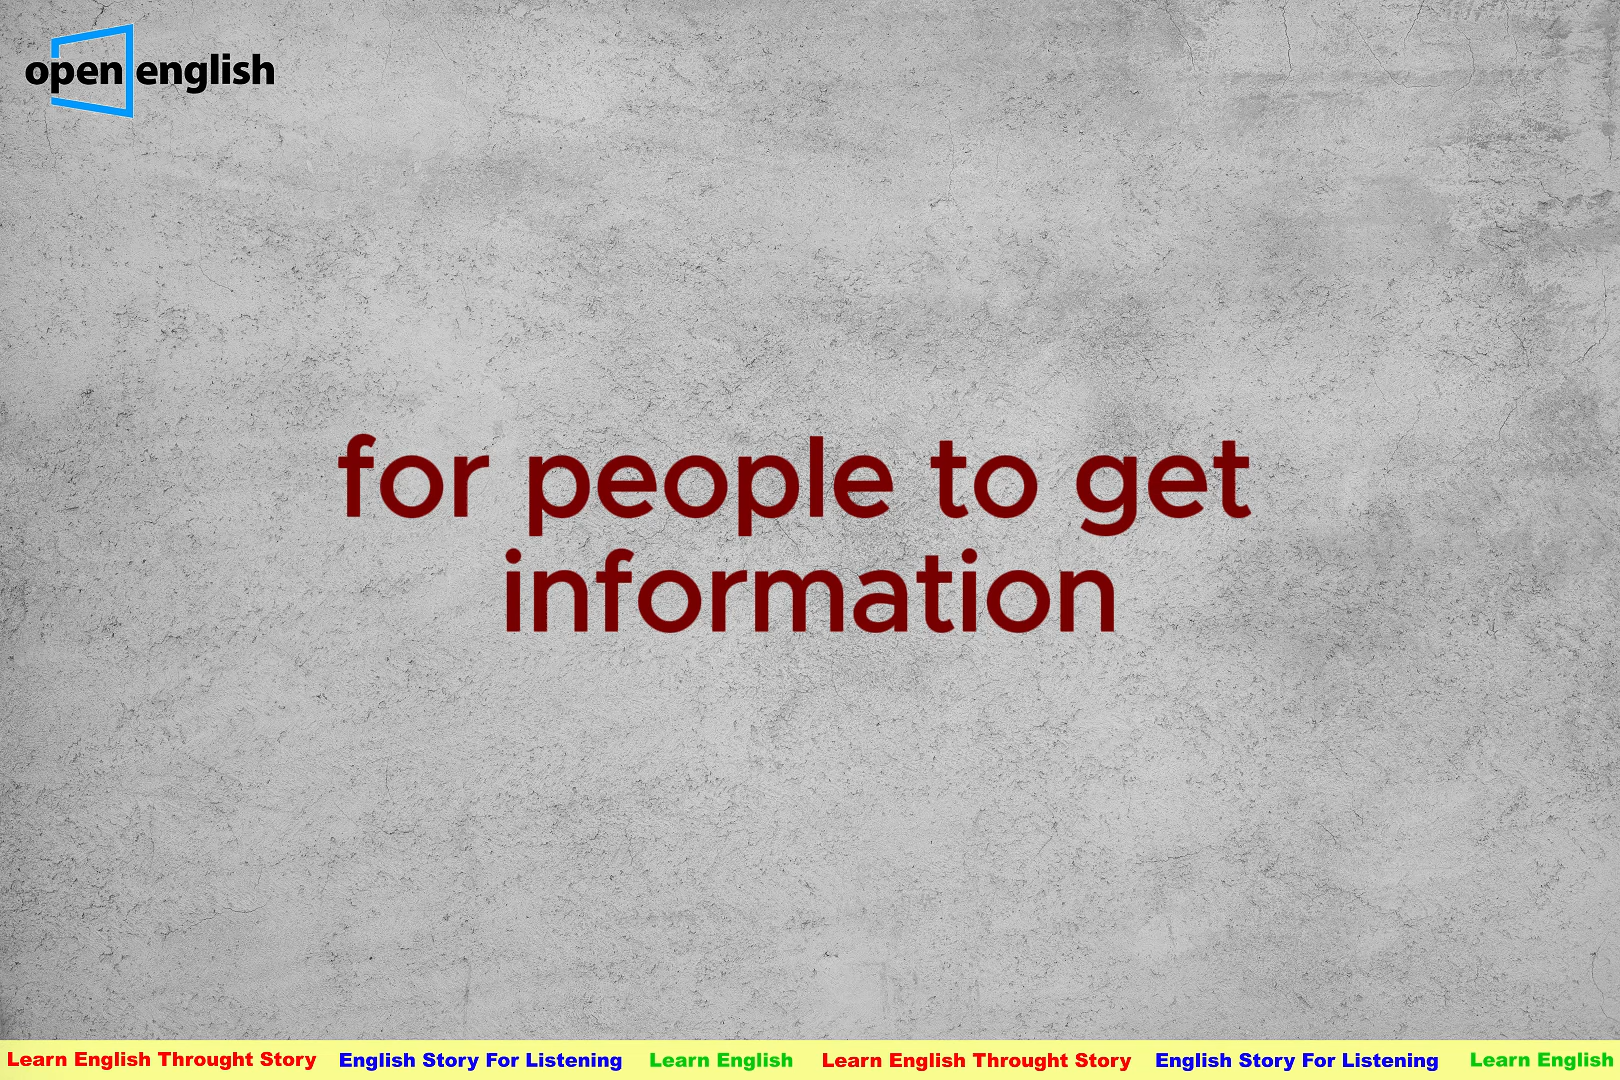 open english
for people to get
information
Learn English Throught Story English Story For Listening Learn English Learn English Throught Story English Story For Listening Learn English